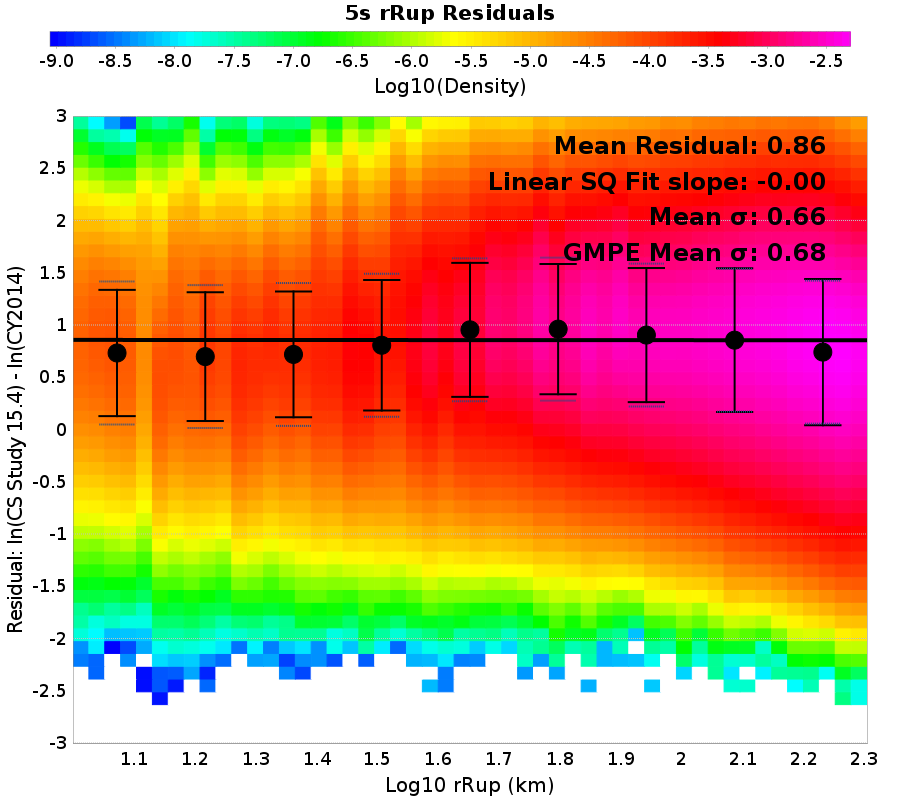 5s rRup Residuals
-9.0 -8.5 -8.0 -7.5 -7.0 -6.5 -6.0 -5.5 -5.0 -4.5 -4.0 -3.5 -3.0 -2.5
Log10(Density)
Mean Residual: 0.86
Linear SQ Fit slope: -0.00
Mean σ: 0.66
GMPE Mean σ: 0.68
Residual: ln(CS Study 15.4) - ln(CY2014)
3
2.5
2
1.5
1
0.5
0
-0.5
-1
-1.5
-2
-2.5
-3
1.1 1.2 1.3 1.4 1.5 1.6 1.7 1.8 1.9 2 2.1 2.2 2.3
Log10 rRup (km)